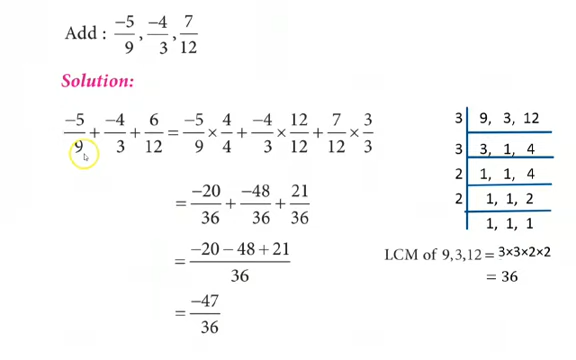 Add : −5/9, −4/3, 7/12
Solution:
−5/9 + −4/3 + 6/12 = −5/9 × 4/4 + −4/3 × 12/12 + 7/12 × 3/3
= −20/36 + −48/36 + 21/36
= −20 − 48 + 21/36
= −47/36
3 9, 3, 12
3 3, 1, 4
2 1, 1, 4
2 1, 1, 2
1, 1, 1
LCM of 9,3,12 = 3×3×2×2
= 36